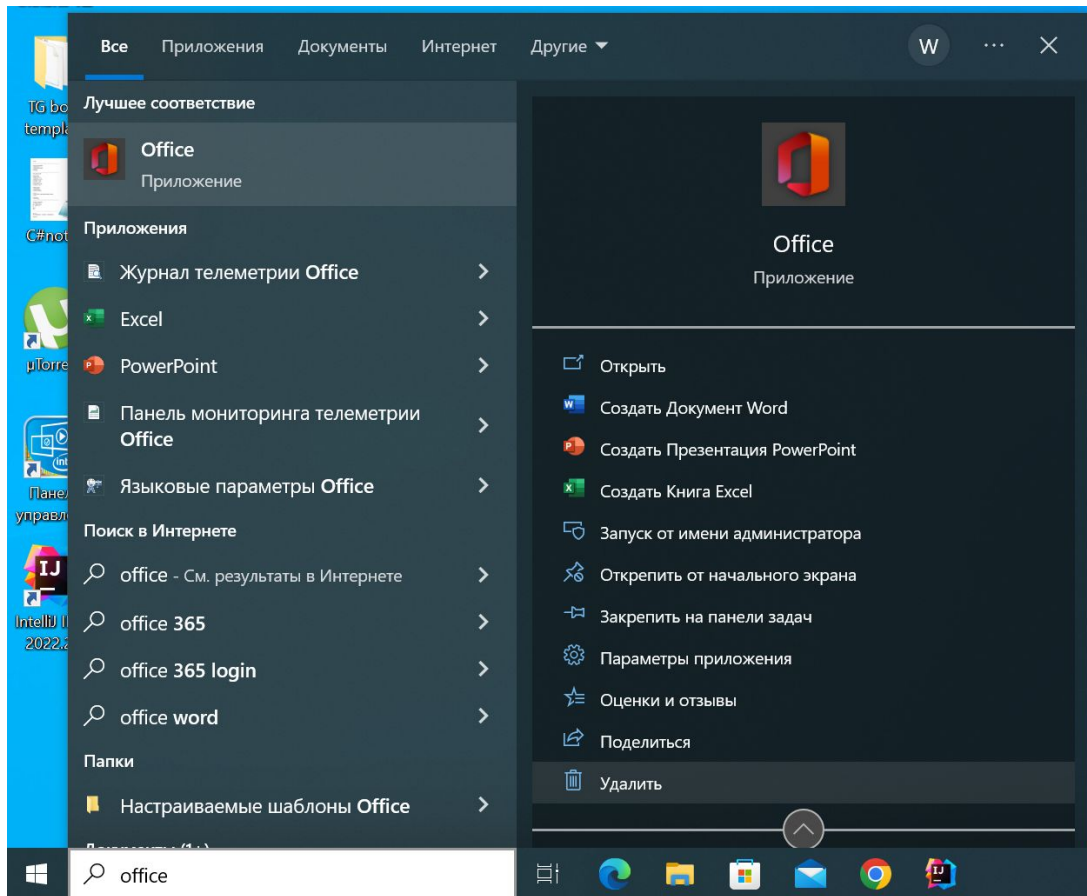 TG bo
templa
C#not
µTorre
Панел
управл
IntelliJ I
2022.2
Все Приложения Документы Интернет Другие W
Лучшее соответствие
Office
Приложение
Приложения
Журнал телеметрии Office
Excel
PowerPoint
Панель мониторинга телеметрии
Office
Языковые параметры Office
Поиск в Интернете
office - См. результаты в Интернете
office 365
office 365 login
office word
Папки
Настраиваемые шаблоны Office
Office
Приложение
Открыть
Создать Документ Word
Создать Презентация PowerPoint
Создать Книга Excel
Запуск от имени администратора
Открепить от начального экрана
Закрепить на панели задач
Параметры приложения
Оценки и отзывы
Поделиться
Удалить
office